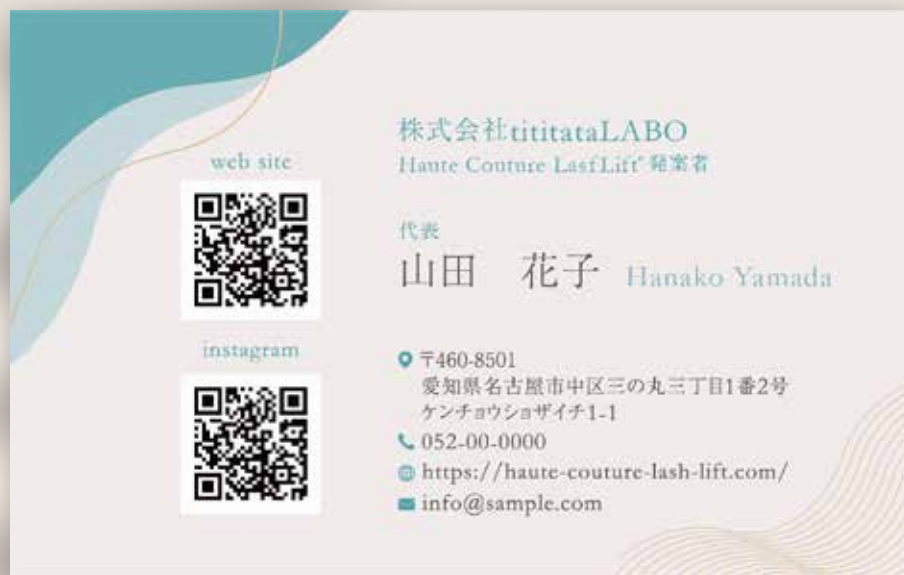 web site
instagram
株式会社tititataLABO
Haute Couture LasfLift® 発案者
代表
山田 花子 Hanako Yamada
〒460-8501
愛知県名古屋市中区三の丸三丁目1番2号
ケンチョウショザイチ1-1
052-00-0000
https://haute-couture-lash-lift.com/
info@sample.com